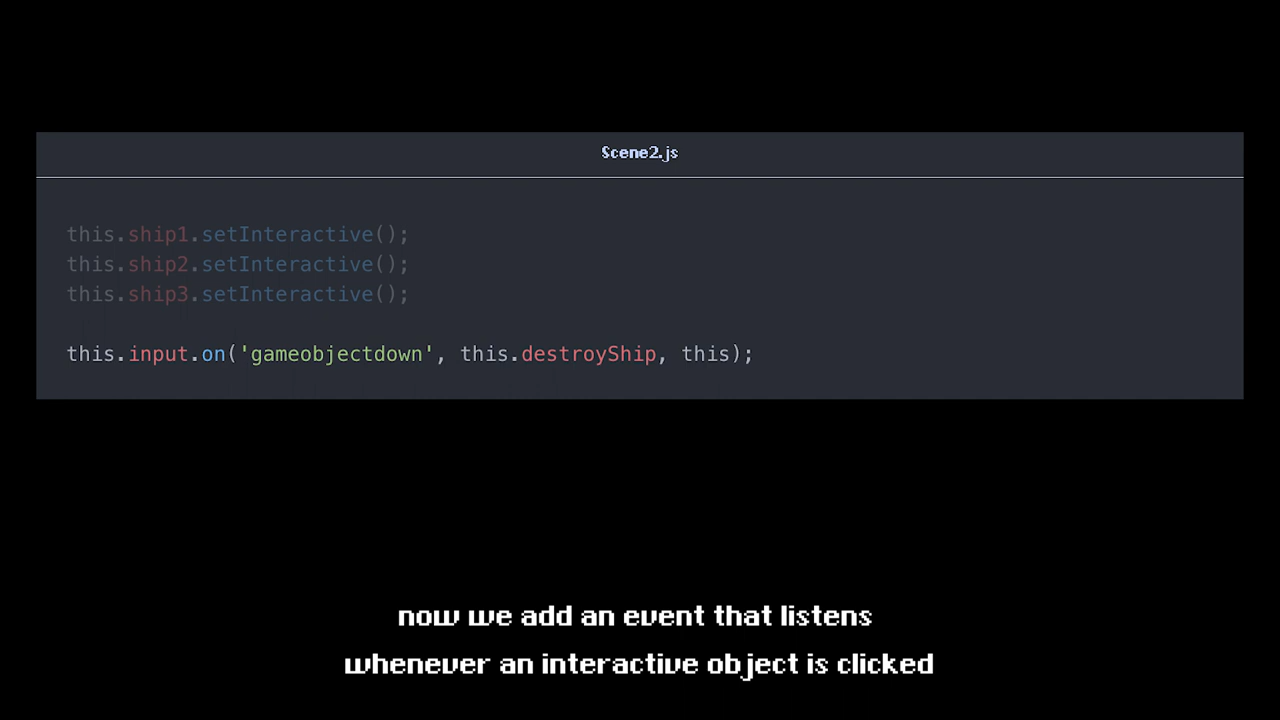 Scene2.js
this.ship1.setInteractive();
this.ship2.setInteractive();
this.ship3.setInteractive();
this.input.on('gameobjectdown', this.destroyShip, this);
now we add an event that listens
whenever an interactive object is clicked